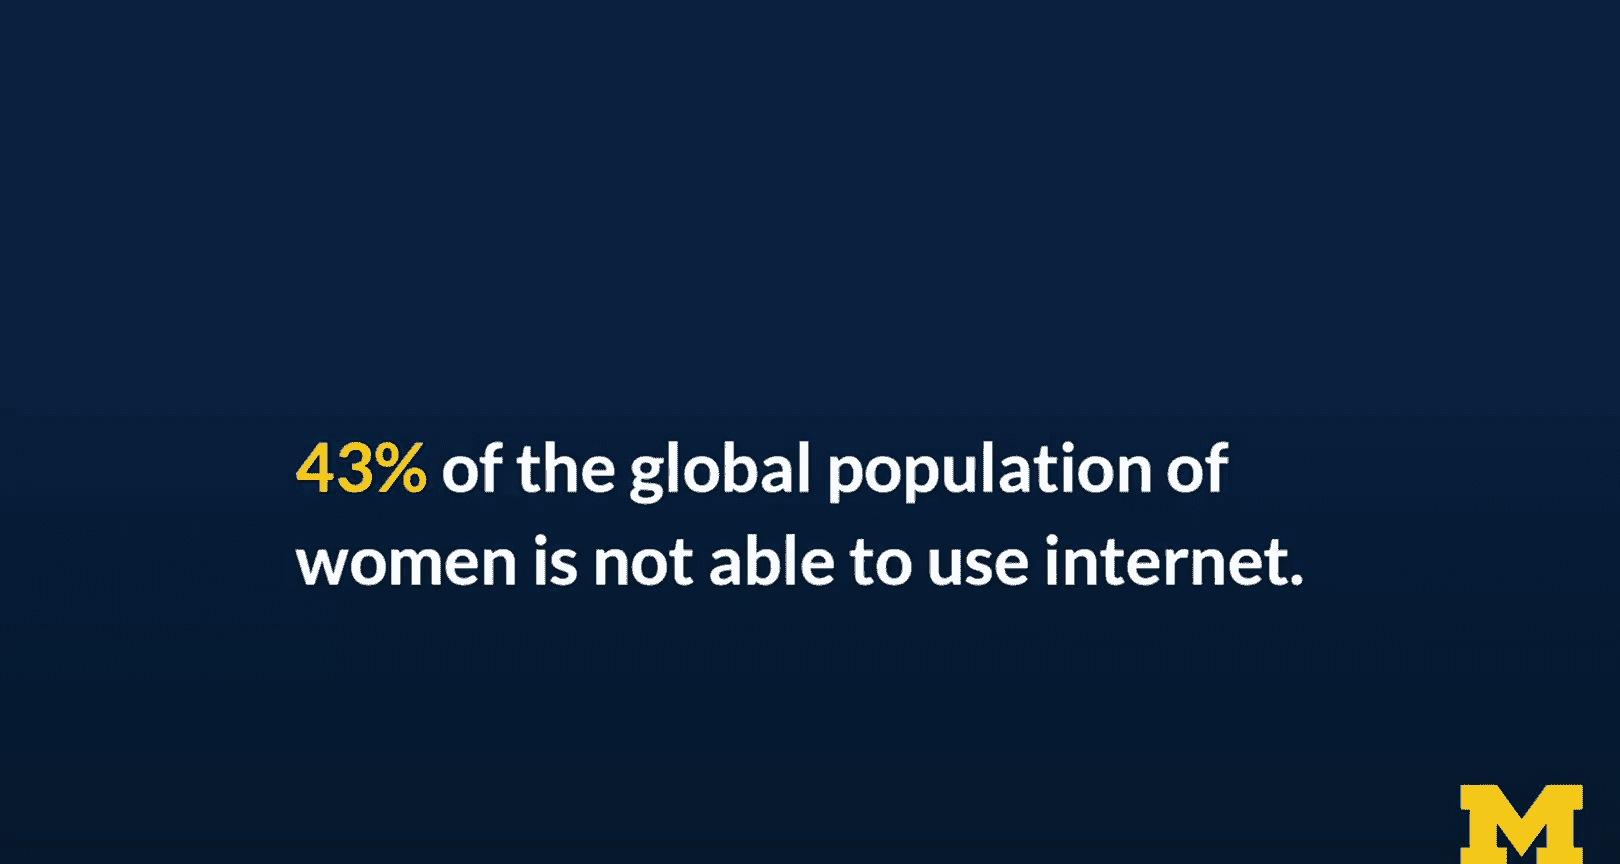 43% of the global population of
women is not able to use internet.
M